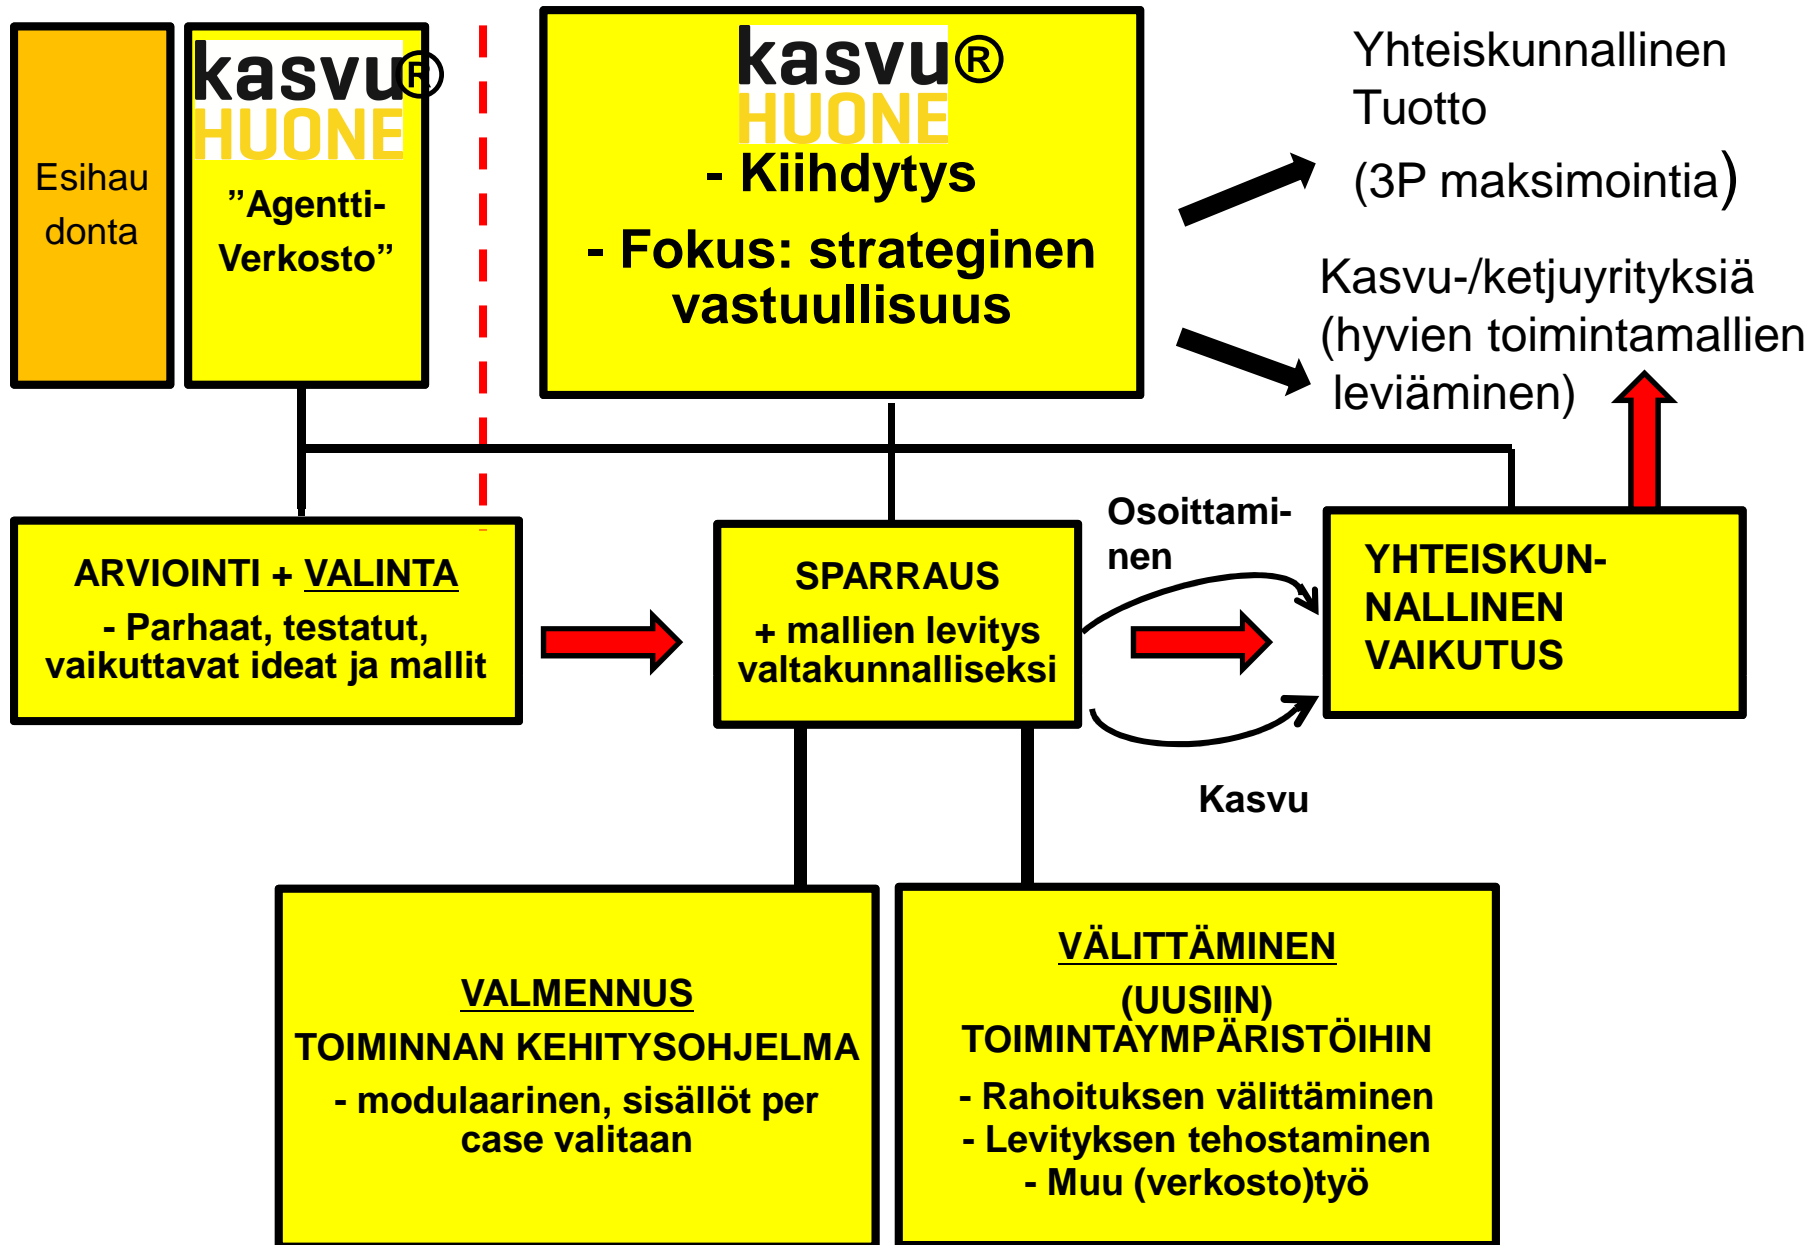 Esihau
donta
kasvu®
HUONE
”Agentti-
Verkosto”
kasvu®
HUONE
- Kiihdytys
- Fokus: strateginen
vastuullisuus
Yhteiskunnallinen
Tuotto
(3P maksimointia)
Kasvu-/ketjuyrityksiä
(hyvien toimintamallien
leviäminen)
ARVIOINTI + VALINTA
- Parhaat, testatut,
vaikuttavat ideat ja mallit
SPARRAUS
+ mallien levitys
valtakunnalliseksi
Osoittami-
nen
Kasvu
YHTEISKUN-
NALLINEN
VAIKUTUS
VALMENNUS
TOIMINNAN KEHITYSOHJELMA
- modulaarinen, sisällöt per
case valitaan
VÄLITTÄMINEN
(UUSIIN)
TOIMINTAYMPÄRISTÖIHIN
- Rahoituksen välittäminen
- Levityksen tehostaminen
- Muu (verkosto)työ